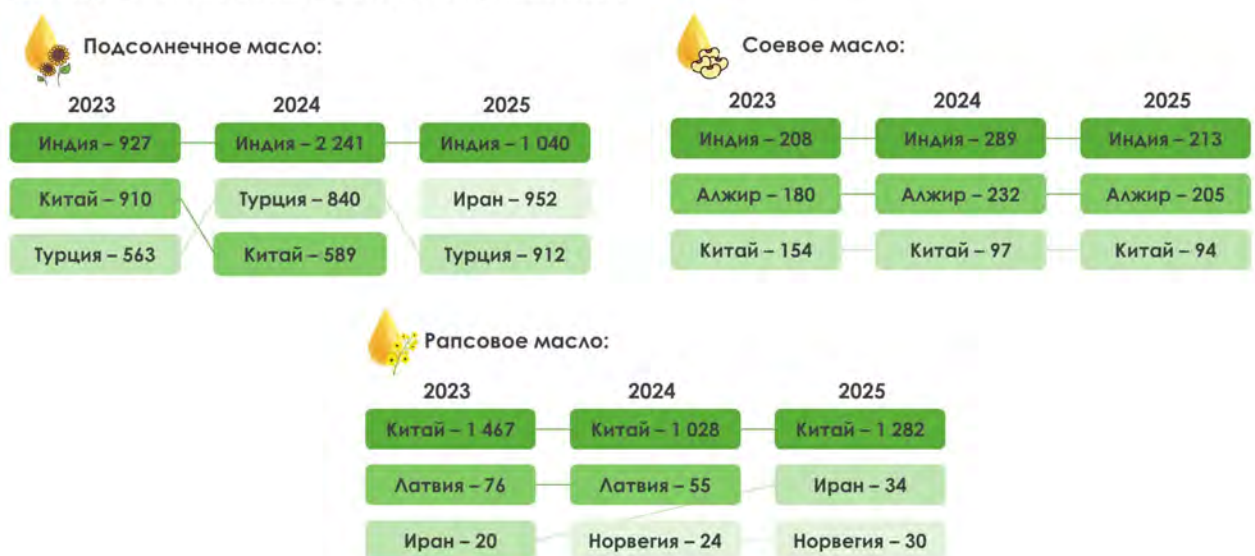 Подсолнечное масло:
2023 2024 2025
Индия – 927 Индия – 2 241 Индия – 1 040
Китай – 910 Турция – 840 Иран – 952
Турция – 563 Китай – 589 Турция – 912
Соевое масло:
2023 2024 2025
Индия – 208 Индия – 289 Индия – 213
Алжир – 180 Алжир – 232 Алжир – 205
Китай – 154 Китай – 97 Китай – 94
Рапсовое масло:
2023 2024 2025
Китай – 1 467 Китай – 1 028 Китай – 1 282
Латвия – 76 Латвия – 55 Иран – 34
Иран – 20 Норвегия – 24 Норвегия – 30